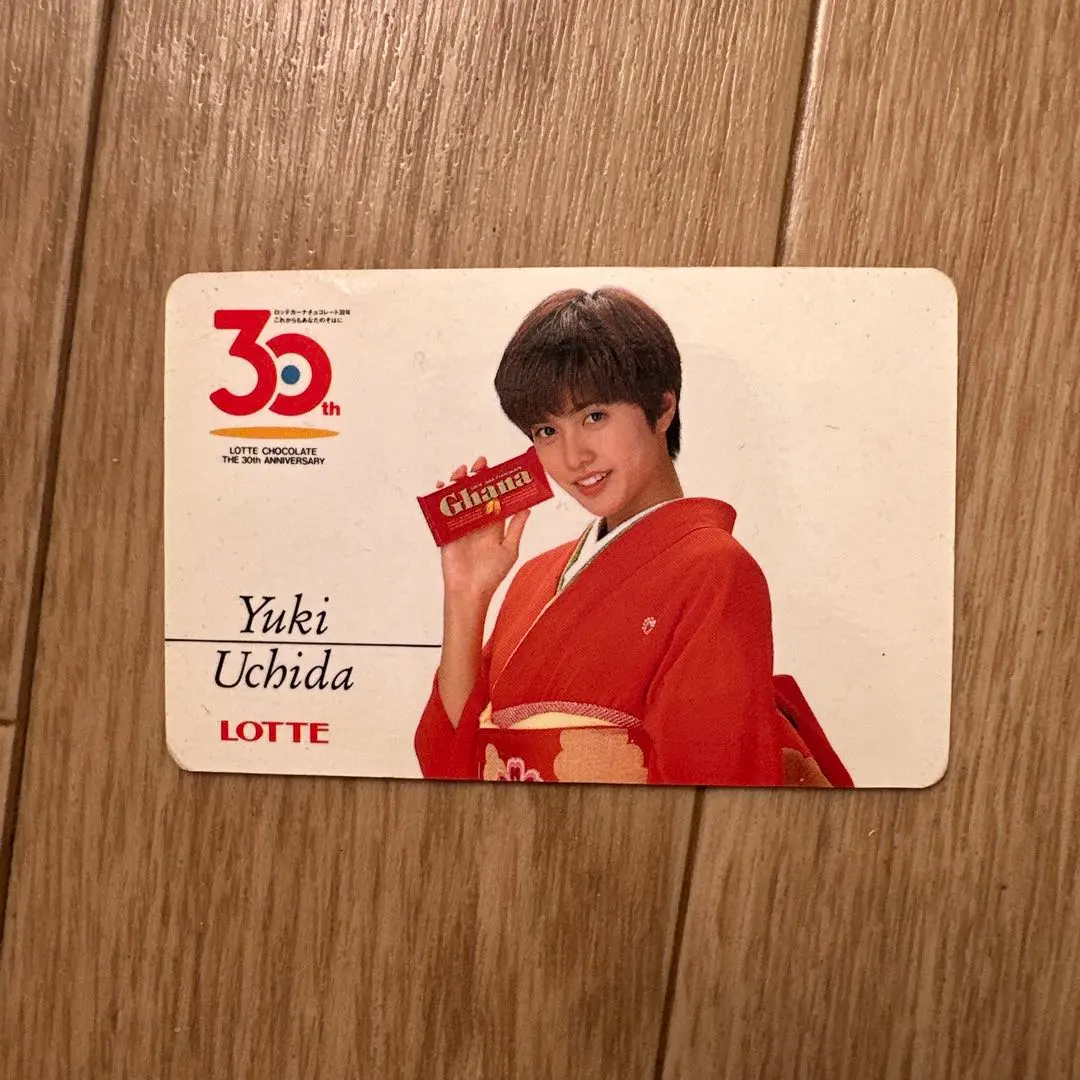 ロッテガーナチョコレート30年
これからもあなたのそばに
30th
LOTTE CHOCOLATE
THE 30th ANNIVERSARY
Ghana
Yuki
Uchida
LOTTE